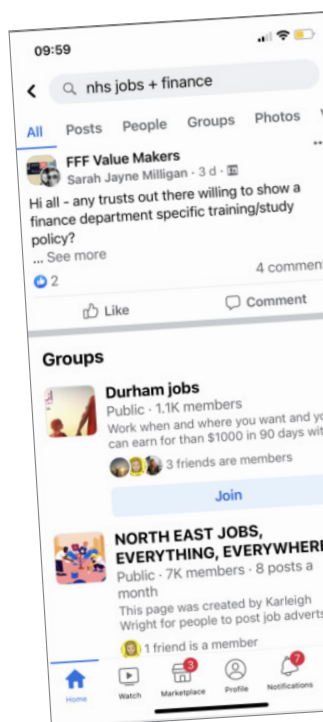 09:59
nhs jobs + finance
All Posts People Groups Photos
FFF Value Makers
Sarah Jayne Milligan · 3 d ·
Hi all - any trusts out there willing to show a
finance department specific training/study
policy?
... See more
2
4 comment
Like Comment
Groups
Durham jobs
Public · 1.1K members
Work when and where you want and yo
can earn for than $1000 in 90 days wit
3 friends are members
Join
NORTH EAST JOBS,
EVERYTHING, EVERYWHERE
Public · 7K members · 8 posts a
month
This page was created by Karleigh
Wright for people to post job adverts
1 friend is a member
3
7
Home Watch Marketplace Profile Notifications